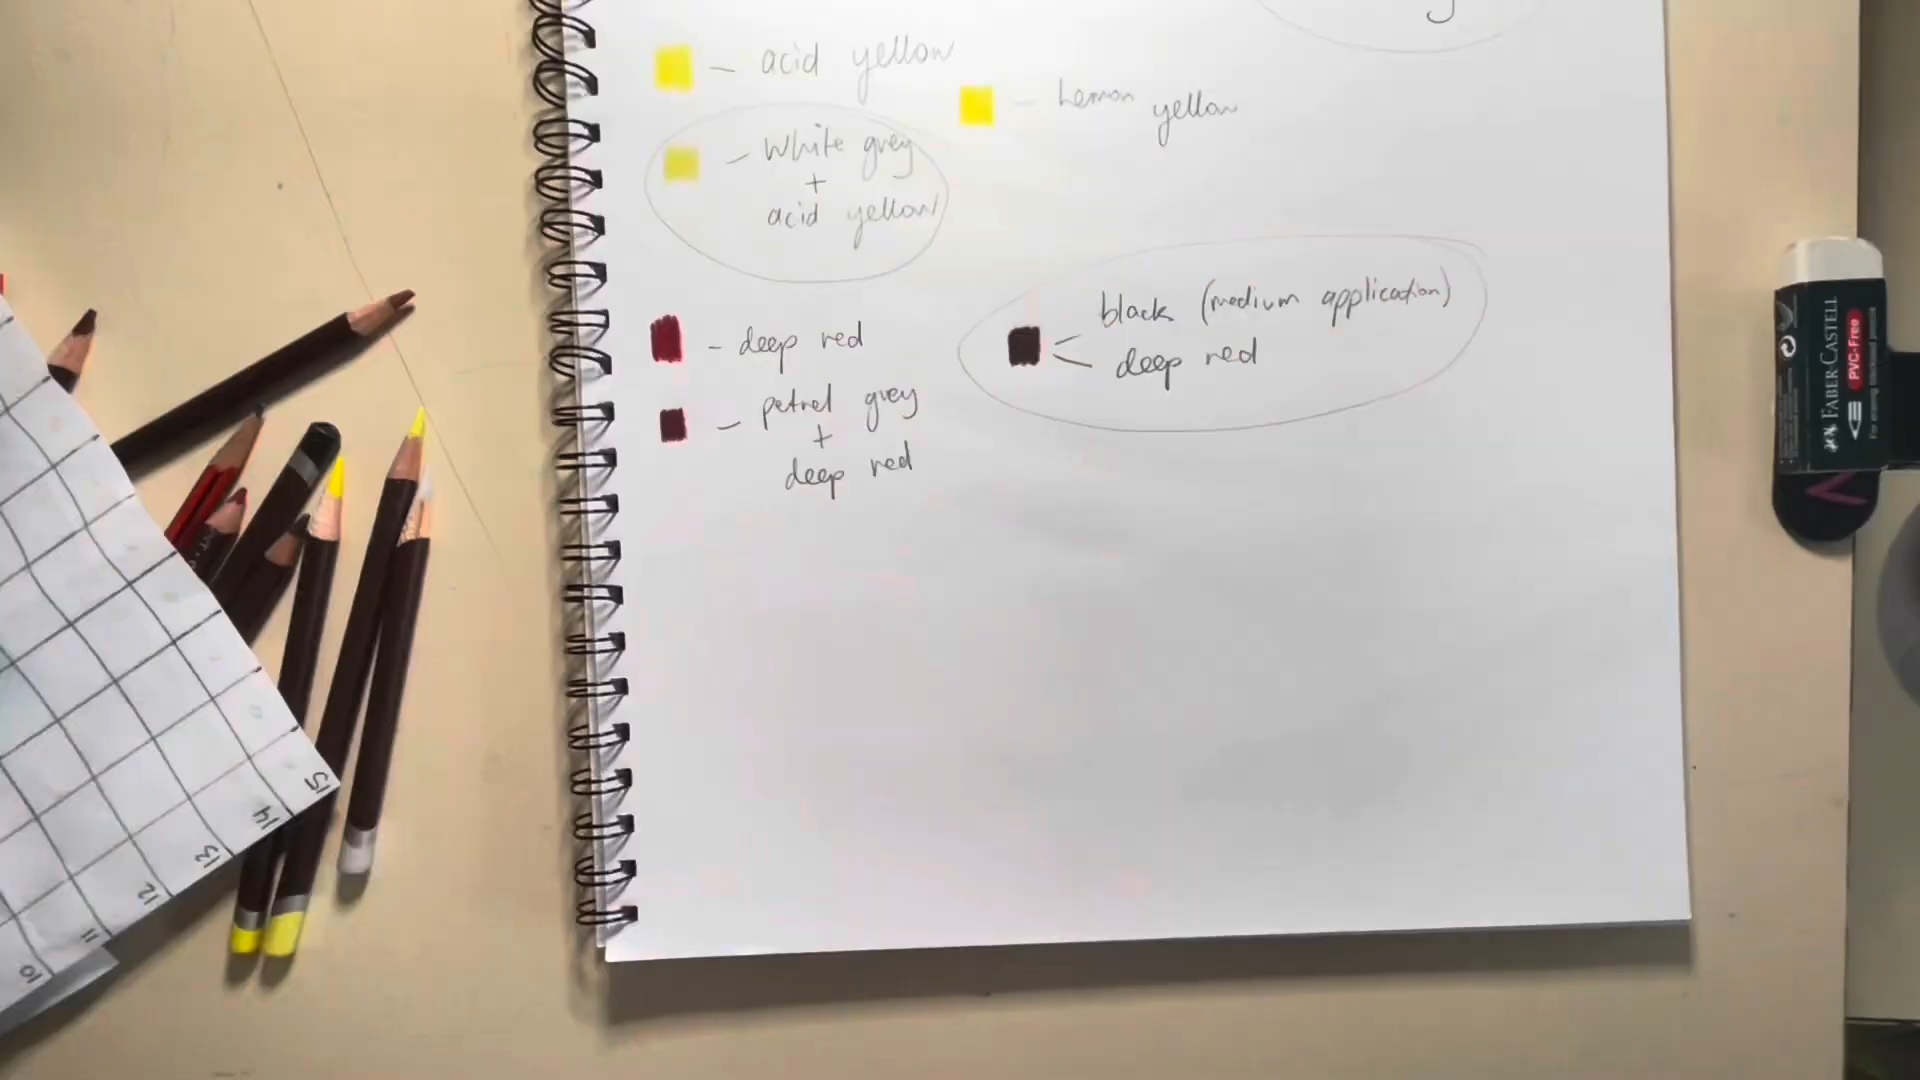 acid yellow
Lemon yellow
White grey
+
acid yellow
deep red
petrel grey
+
deep red
black (medium application)
deep red
FABER CASTELL
PVC-Free
10
11
12
13
14
15